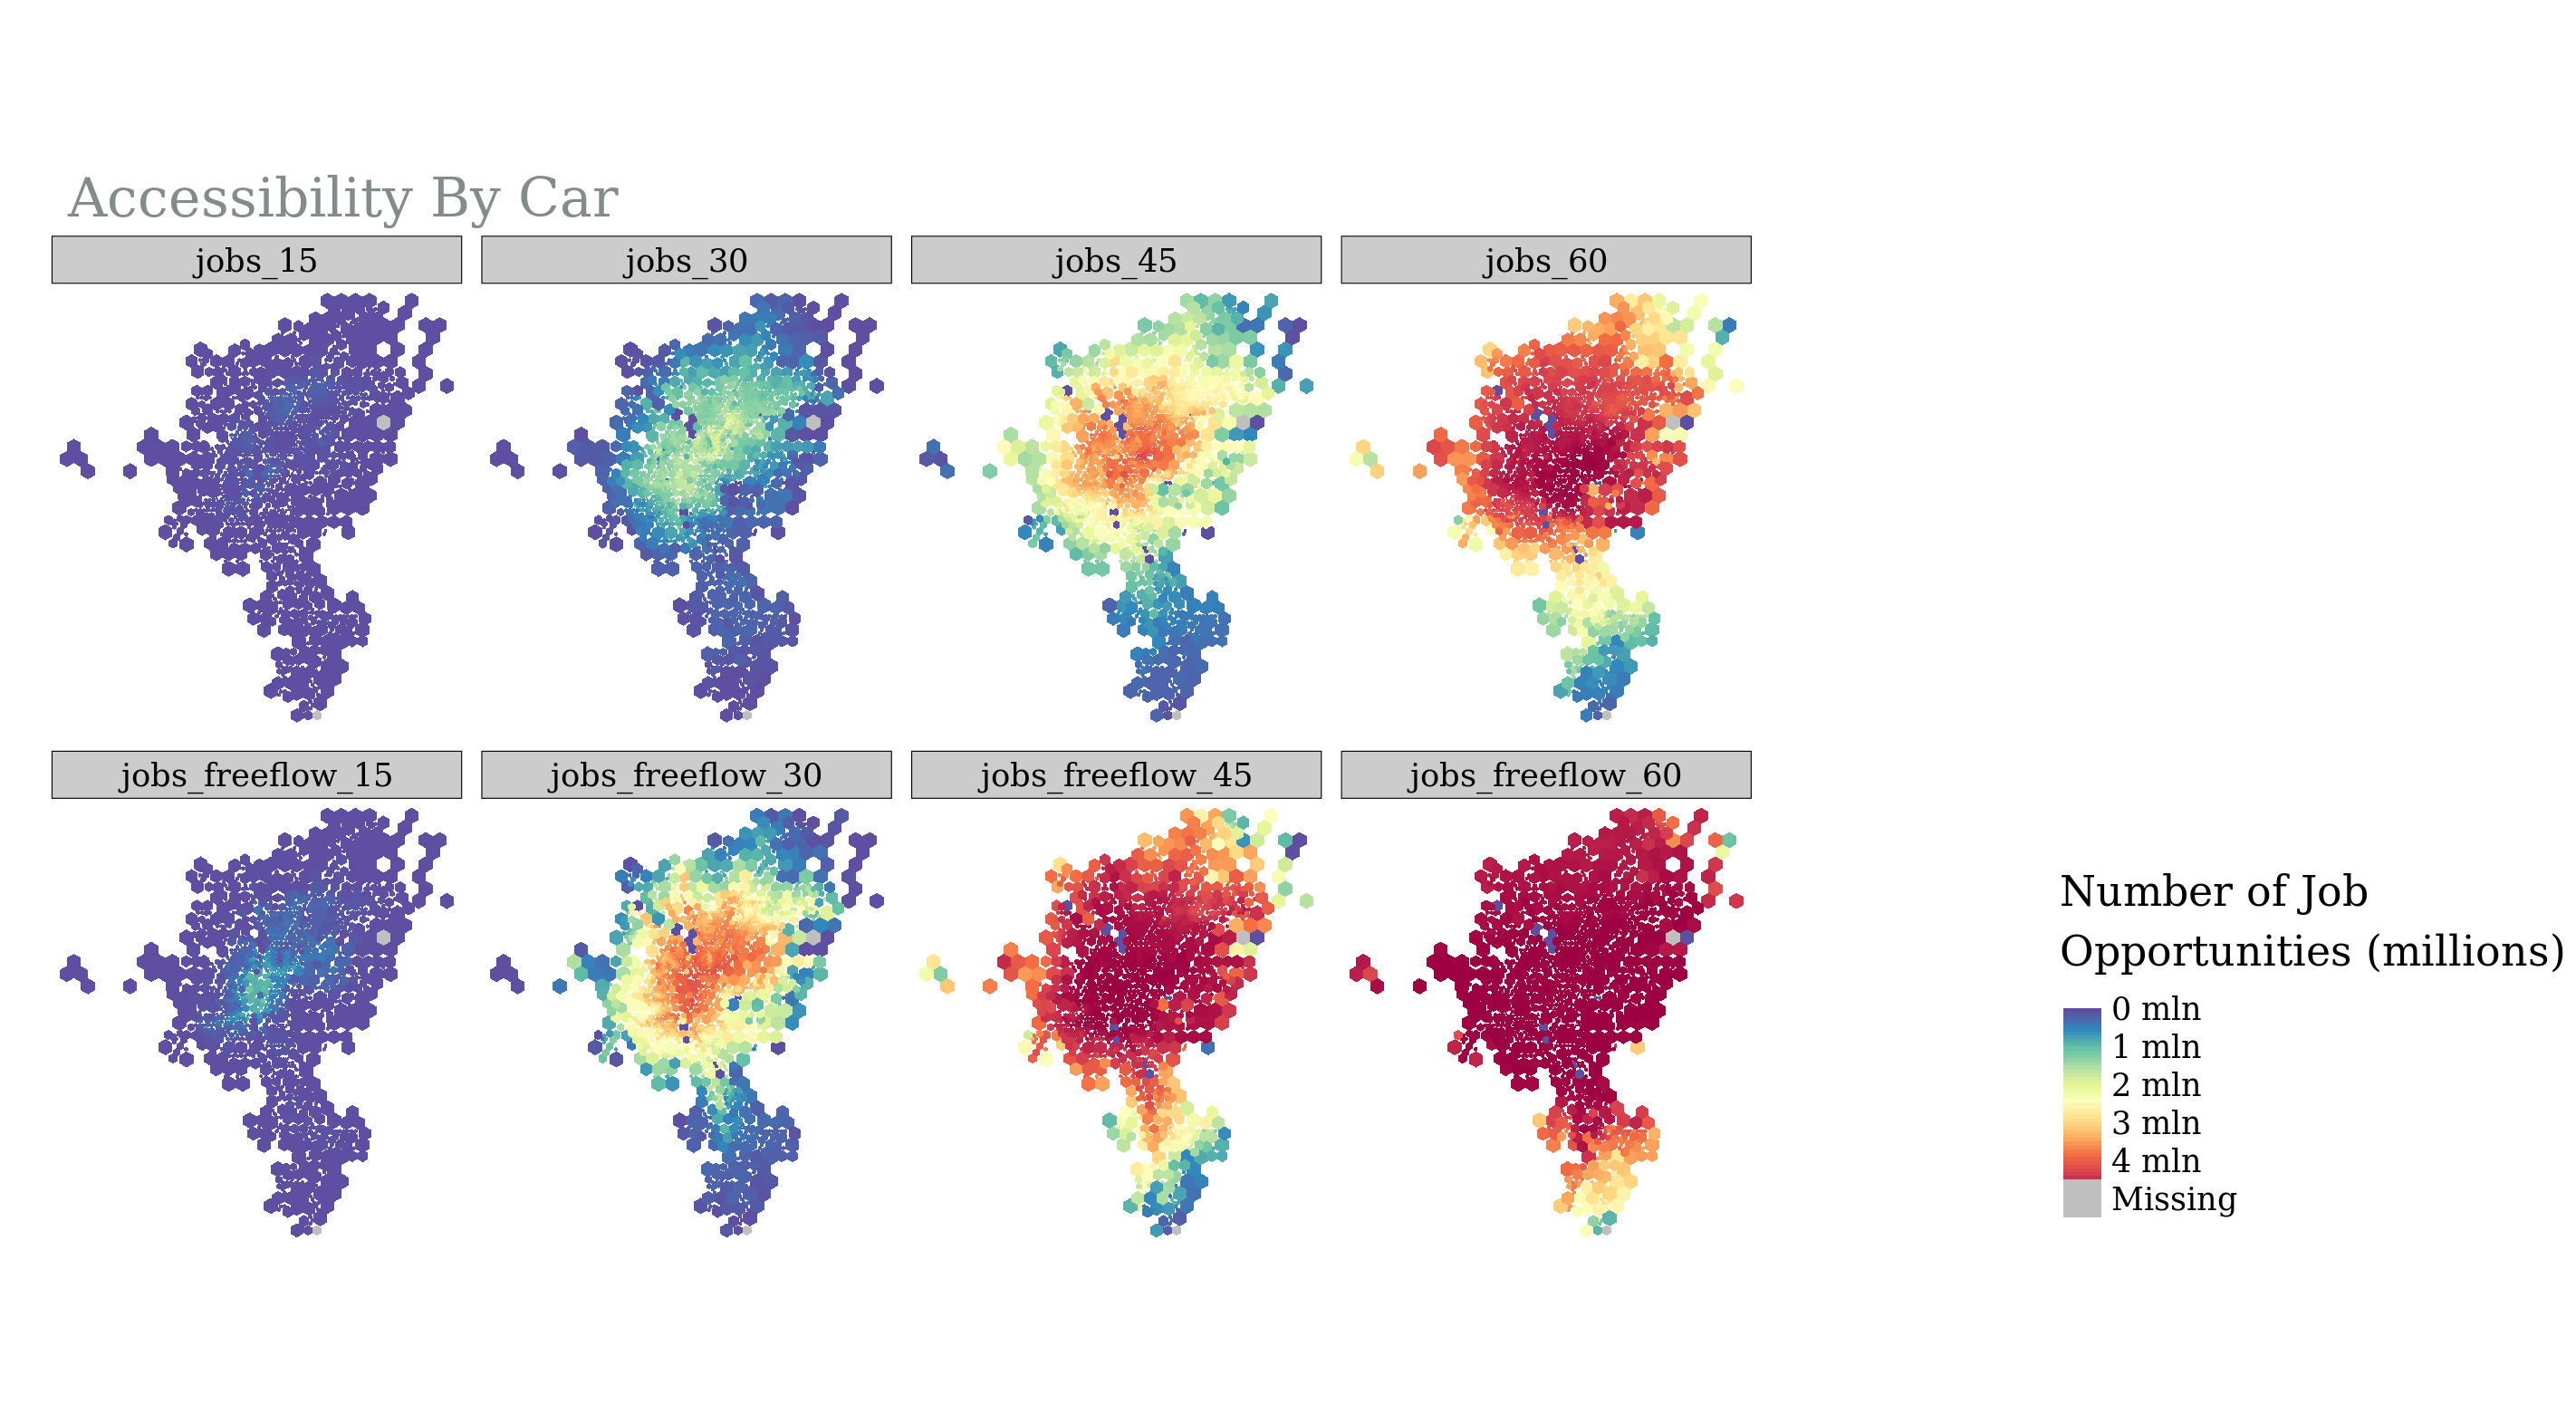 Accessibility By Car
jobs_15
jobs_30
jobs_45
jobs_60
jobs_freeflow_15
jobs_freeflow_30
jobs_freeflow_45
jobs_freeflow_60
Number of Job
Opportunities (millions)
0 mln
1 mln
2 mln
3 mln
4 mln
Missing